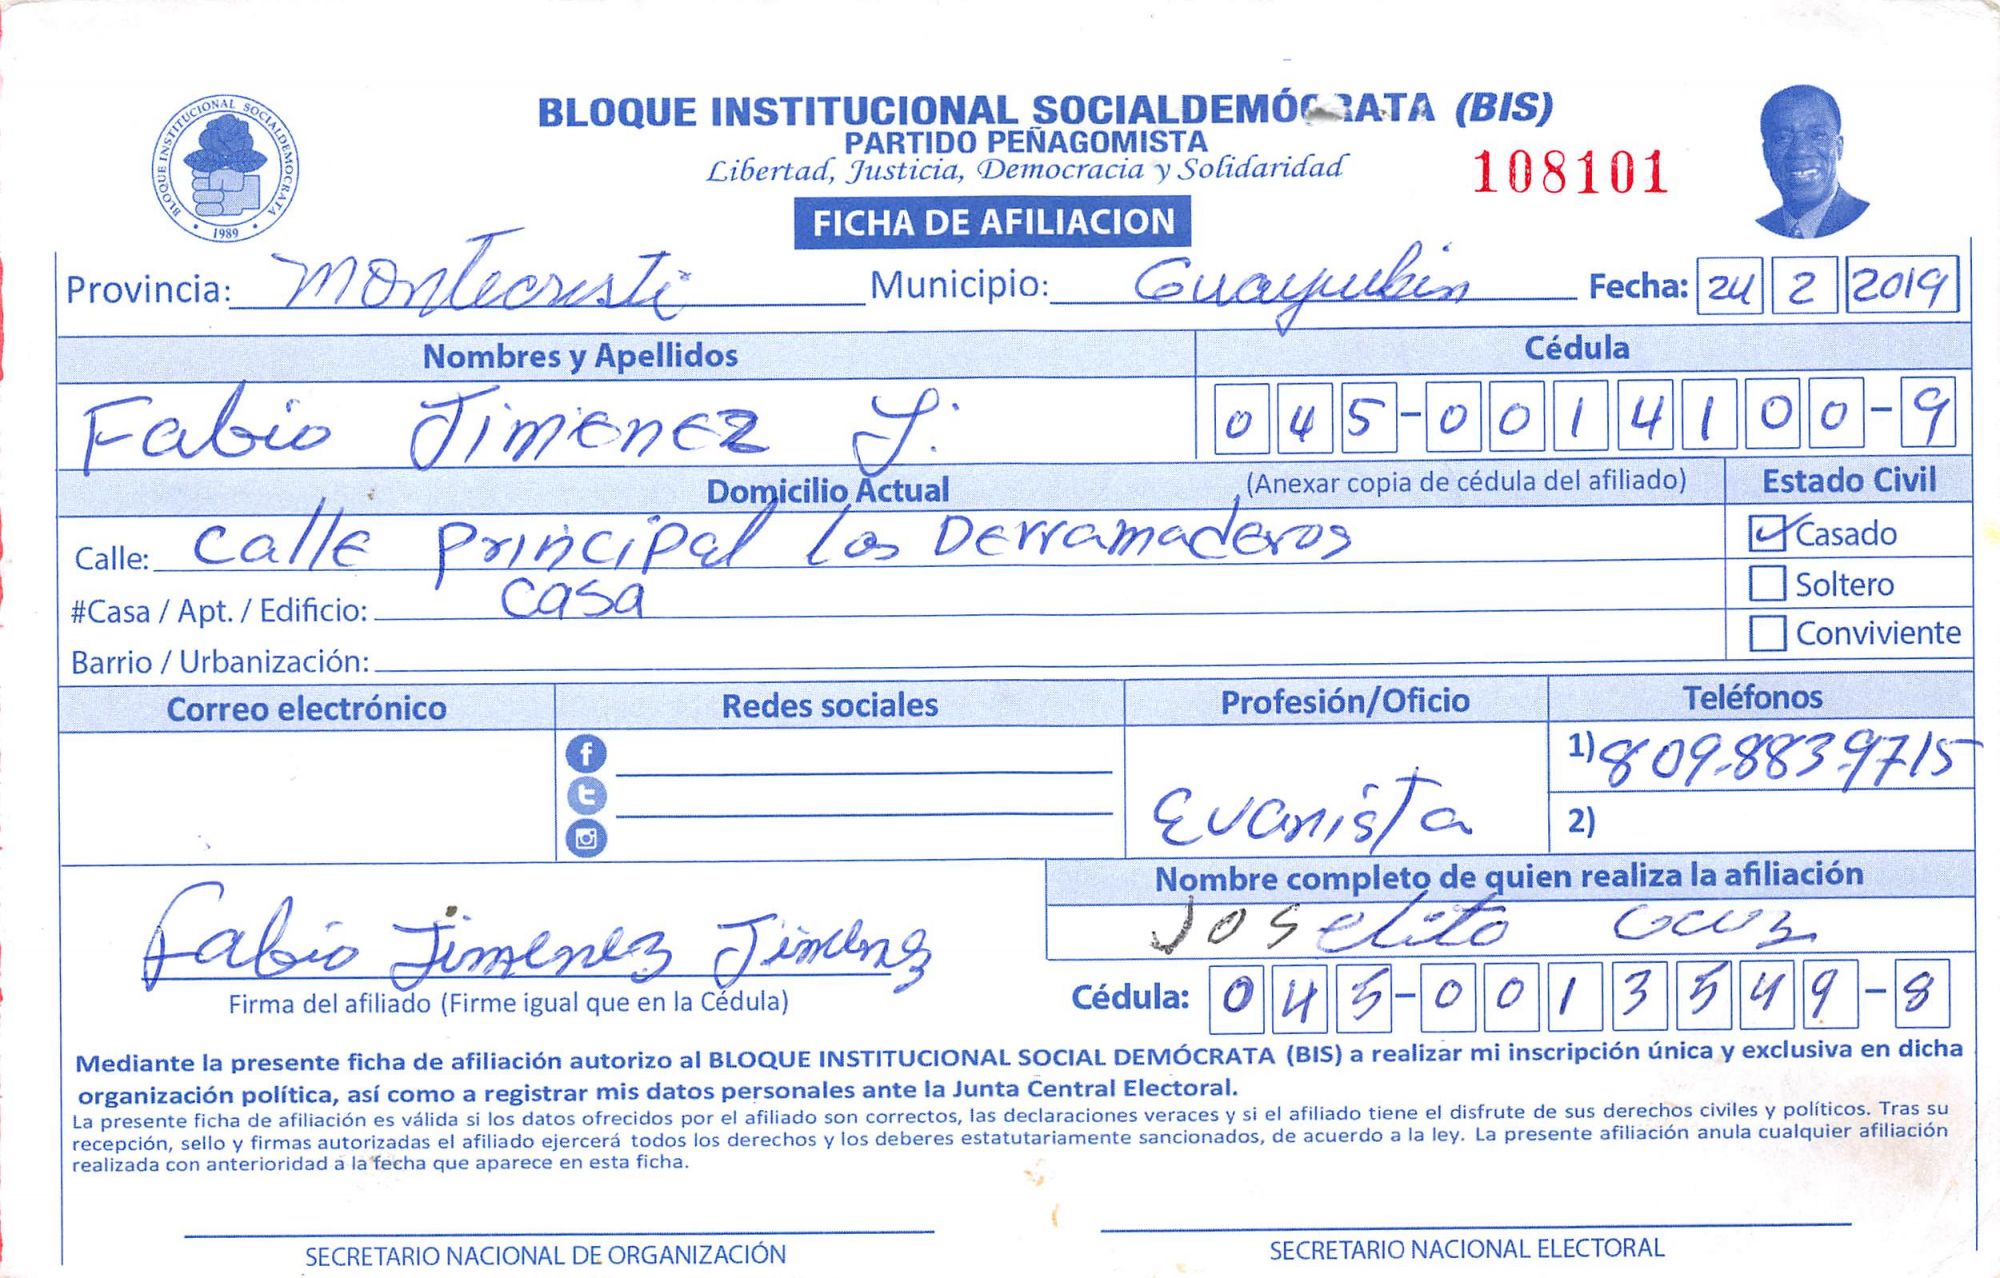 BLOQUE INSTITUCIONAL SOCIALDEMÓCRATA (BIS)
PARTIDO PEÑAGOMISTA
Libertad, Justicia, Democracia y Solidaridad
108101
BLOQUE INSTITUCIONAL SOCIALDEMOCRATA
1989
FICHA DE AFILIACION
Provincia: Montecristi Municipio: Guayubin Fecha: 24 2 2019
Nombres y Apellidos Cédula
Fabio Jimenez J. 045-0014100-9
Domicilio Actual (Anexar copia de cédula del afiliado) Estado Civil
Calle: Calle principal Los Derramaderos Casado
#Casa / Apt. / Edificio: casa Soltero
Barrio / Urbanización: Conviviente
Correo electrónico Redes sociales Profesión/Oficio Teléfonos
1) 809-883-9715
Evanista 2)
Nombre completo de quien realiza la afiliación
Joselito Cruz
Fabio Jimenez Jimenez
Firma del afiliado (Firme igual que en la Cédula) Cédula: 045-0013549-8
Mediante la presente ficha de afiliación autorizo al BLOQUE INSTITUCIONAL SOCIAL DEMÓCRATA (BIS) a realizar mi inscripción única y exclusiva en dicha
organización política, así como a registrar mis datos personales ante la Junta Central Electoral.
La presente ficha de afiliación es válida si los datos ofrecidos por el afiliado son correctos, las declaraciones veraces y si el afiliado tiene el disfrute de sus derechos civiles y políticos. Tras su
recepción, sello y firmas autorizadas el afiliado ejercerá todos los derechos y los deberes estatutariamente sancionados, de acuerdo a la ley. La presente afiliación anula cualquier afiliación
realizada con anterioridad a la fecha que aparece en esta ficha.
SECRETARIO NACIONAL DE ORGANIZACIÓN SECRETARIO NACIONAL ELECTORAL